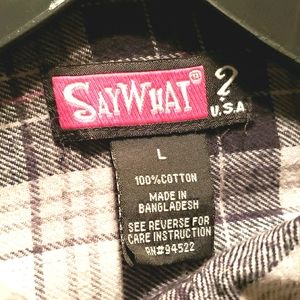 SAYWHAT® ?
U.S.A
L
100%COTTON
MADE IN
BANGLADESH
SEE REVERSE FOR
CARE INSTRUCTION
RN#94522